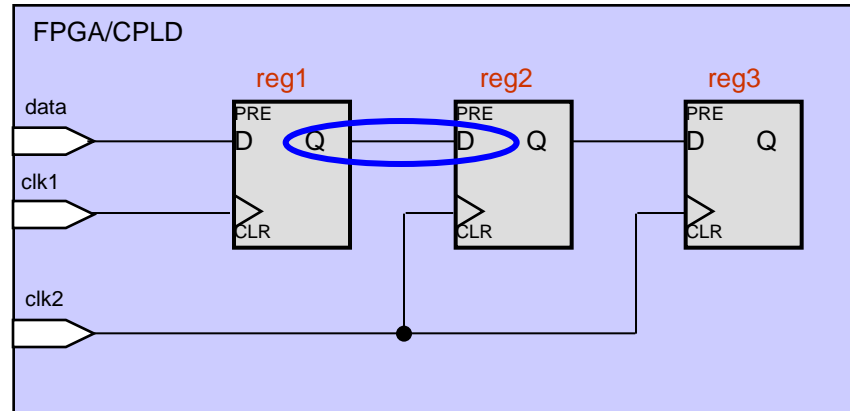 FPGA/CPLD
reg1 reg2 reg3
data
PRE PRE PRE
D Q D Q D Q
clk1
CLR CLR CLR
clk2